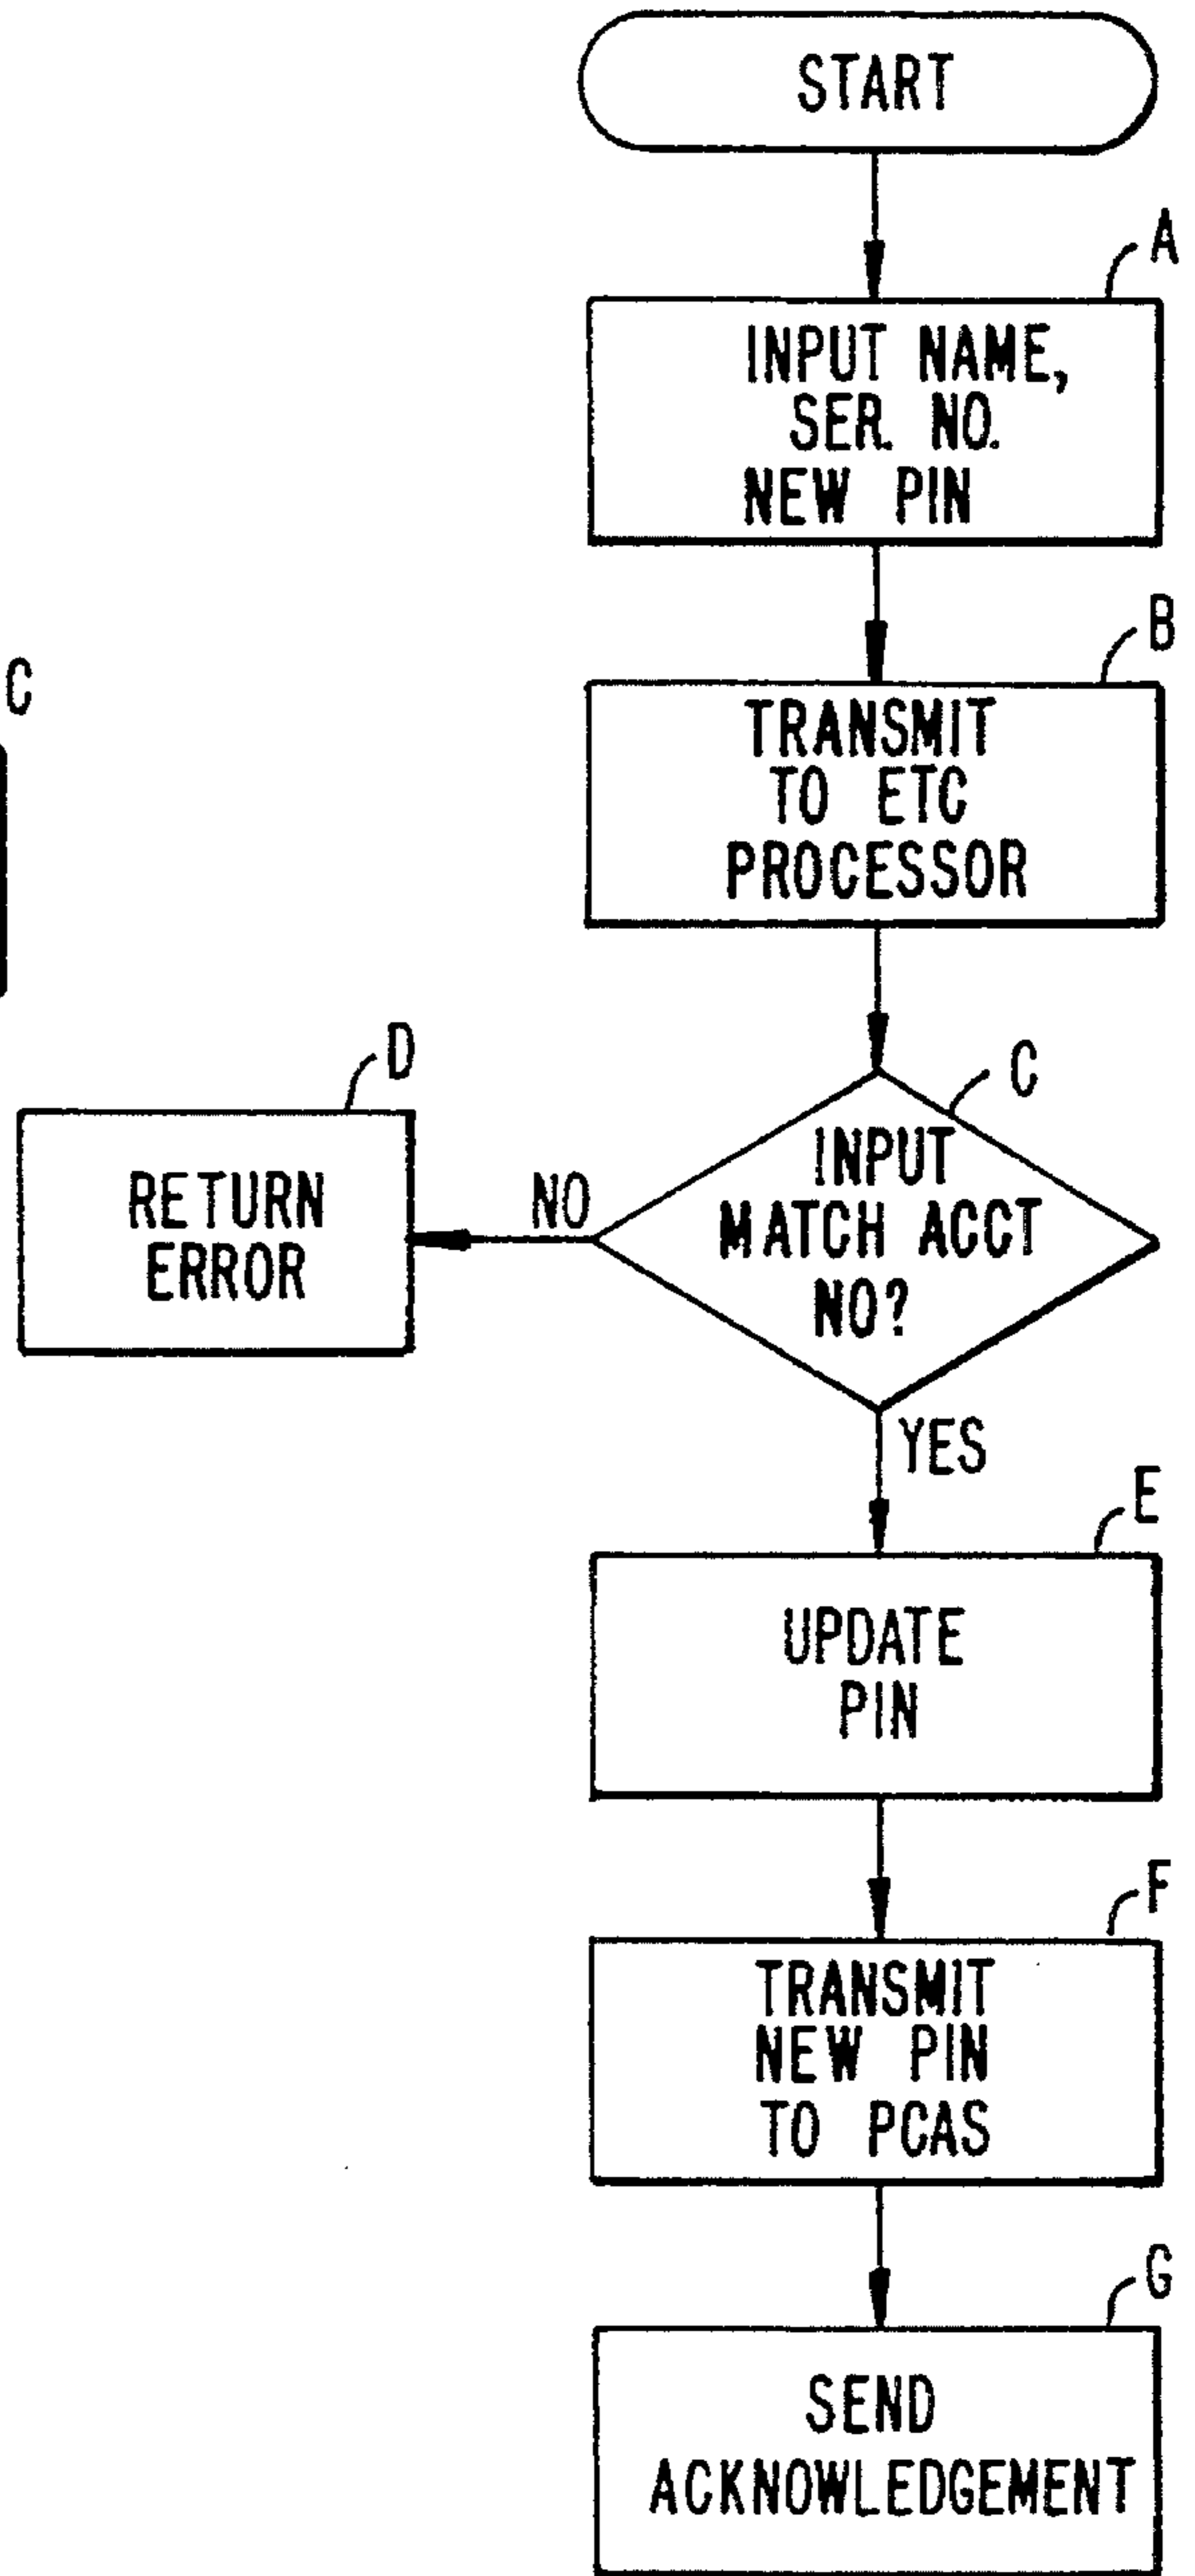 START
A
INPUT NAME,
SER. NO.
NEW PIN
B
TRANSMIT
TO ETC
PROCESSOR
C
C
INPUT
MATCH ACCT
NO?
NO
D
RETURN
ERROR
YES
E
UPDATE
PIN
F
TRANSMIT
NEW PIN
TO PCAS
G
SEND
ACKNOWLEDGEMENT